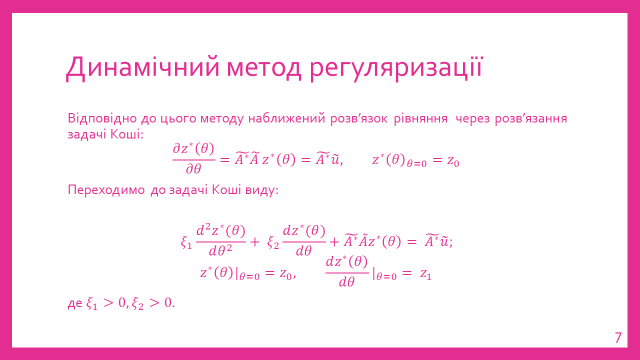 Динамічний метод регуляризації
Відповідно до цього методу наближений розв’язок рівняння через розв’язання
задачі Коші:
∂z*(θ)/∂θ = Ã*Ã z*(θ) = Ã*ũ, z*(θ)_{θ=0} = z₀
Переходимо до задачі Коші виду:
ξ₁ d²z*(θ)/dθ² + ξ₂ dz*(θ)/dθ + Ã*Ãz*(θ) = Ã*ũ;
z*(θ)|_{θ=0} = z₀, dz*(θ)/dθ |_{θ=0} = z₁
де ξ₁ > 0, ξ₂ > 0.
7